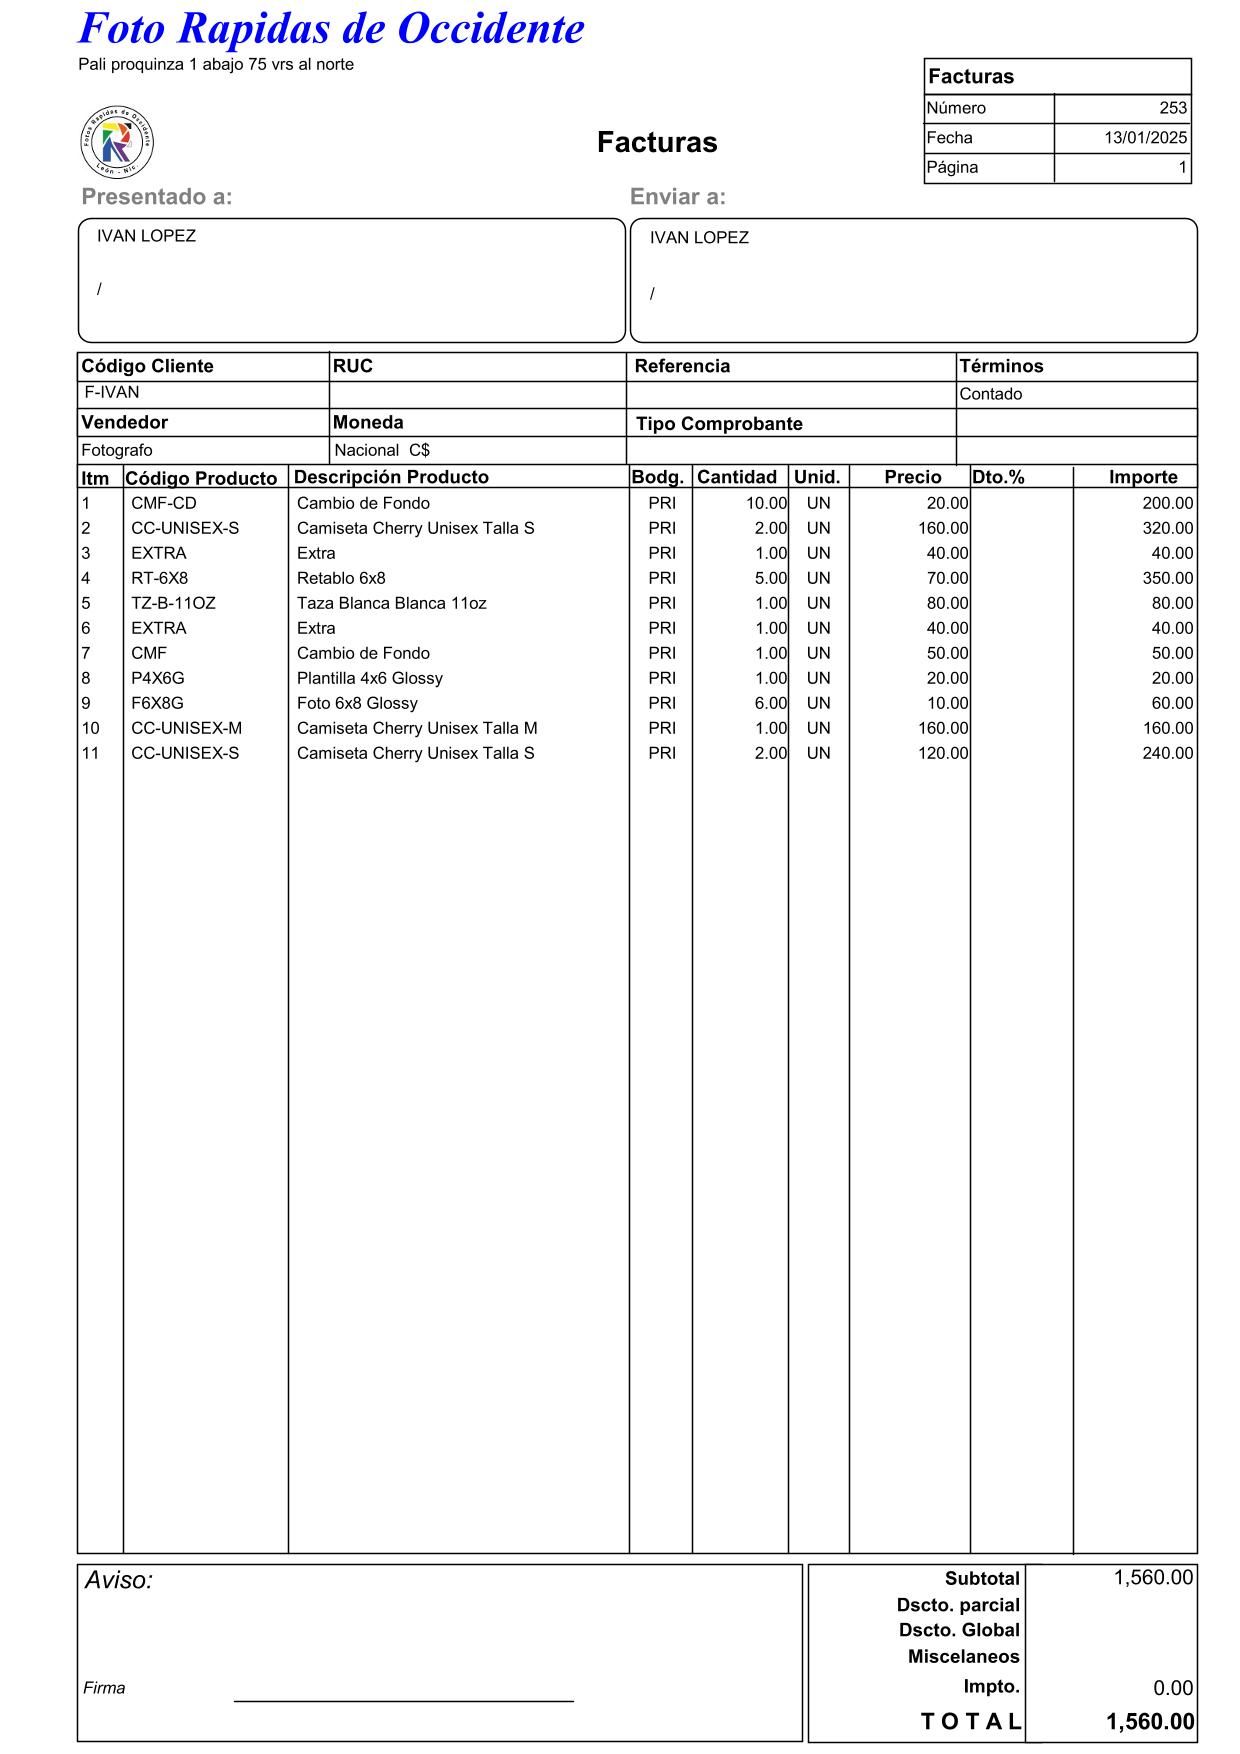 Foto Rapidas de Occidente
Pali proquinza 1 abajo 75 vrs al norte
Facturas
Número 253
Fecha 13/01/2025
Página 1
Fotos Rapidas de Occidente
León - Nic.
Facturas
Presentado a: Enviar a:
IVAN LOPEZ IVAN LOPEZ
/ /
Código Cliente RUC Referencia Términos
F-IVAN Contado
Vendedor Moneda Tipo Comprobante
Fotografo Nacional C$
Itm Código Producto Descripción Producto Bodg. Cantidad Unid. Precio Dto.% Importe
1 CMF-CD Cambio de Fondo PRI 10.00 UN 20.00 200.00
2 CC-UNISEX-S Camiseta Cherry Unisex Talla S PRI 2.00 UN 160.00 320.00
3 EXTRA Extra PRI 1.00 UN 40.00 40.00
4 RT-6X8 Retablo 6x8 PRI 5.00 UN 70.00 350.00
5 TZ-B-11OZ Taza Blanca Blanca 11oz PRI 1.00 UN 80.00 80.00
6 EXTRA Extra PRI 1.00 UN 40.00 40.00
7 CMF Cambio de Fondo PRI 1.00 UN 50.00 50.00
8 P4X6G Plantilla 4x6 Glossy PRI 1.00 UN 20.00 20.00
9 F6X8G Foto 6x8 Glossy PRI 6.00 UN 10.00 60.00
10 CC-UNISEX-M Camiseta Cherry Unisex Talla M PRI 1.00 UN 160.00 160.00
11 CC-UNISEX-S Camiseta Cherry Unisex Talla S PRI 2.00 UN 120.00 240.00
Aviso:
Firma
Subtotal 1,560.00
Dscto. parcial
Dscto. Global
Miscelaneos
Impto. 0.00
T O T A L 1,560.00